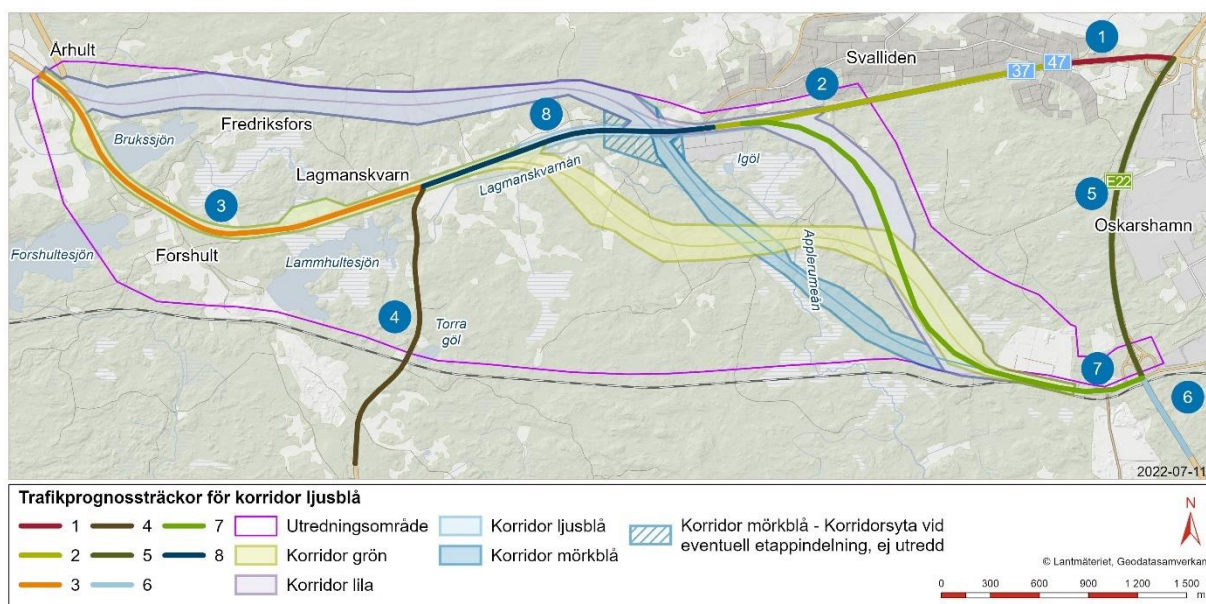 1
Århult
Svalliden
2
37
47
8
Brukssjön
Fredriksfors
Lagmanskvarn
Lagmanskvarnån
Igöl
3
5
E22
Oskarshamn
Forshultesjön
Forshult
Lammhultesjön
Applerumeån
4
Torra
göl
7
6
2022-07-11
Trafikprognossträckor för korridor ljusblå
1 4 7 Utredningsområde Korridor ljusblå Korridor mörkblå - Korridorsyta vid
eventuell etappindelning, ej utredd
2 5 8 Korridor grön Korridor mörkblå
3 6 Korridor lila
N
© Lantmäteriet, Geodatasamverkan
0 300 600 900 1 200 1 500
m